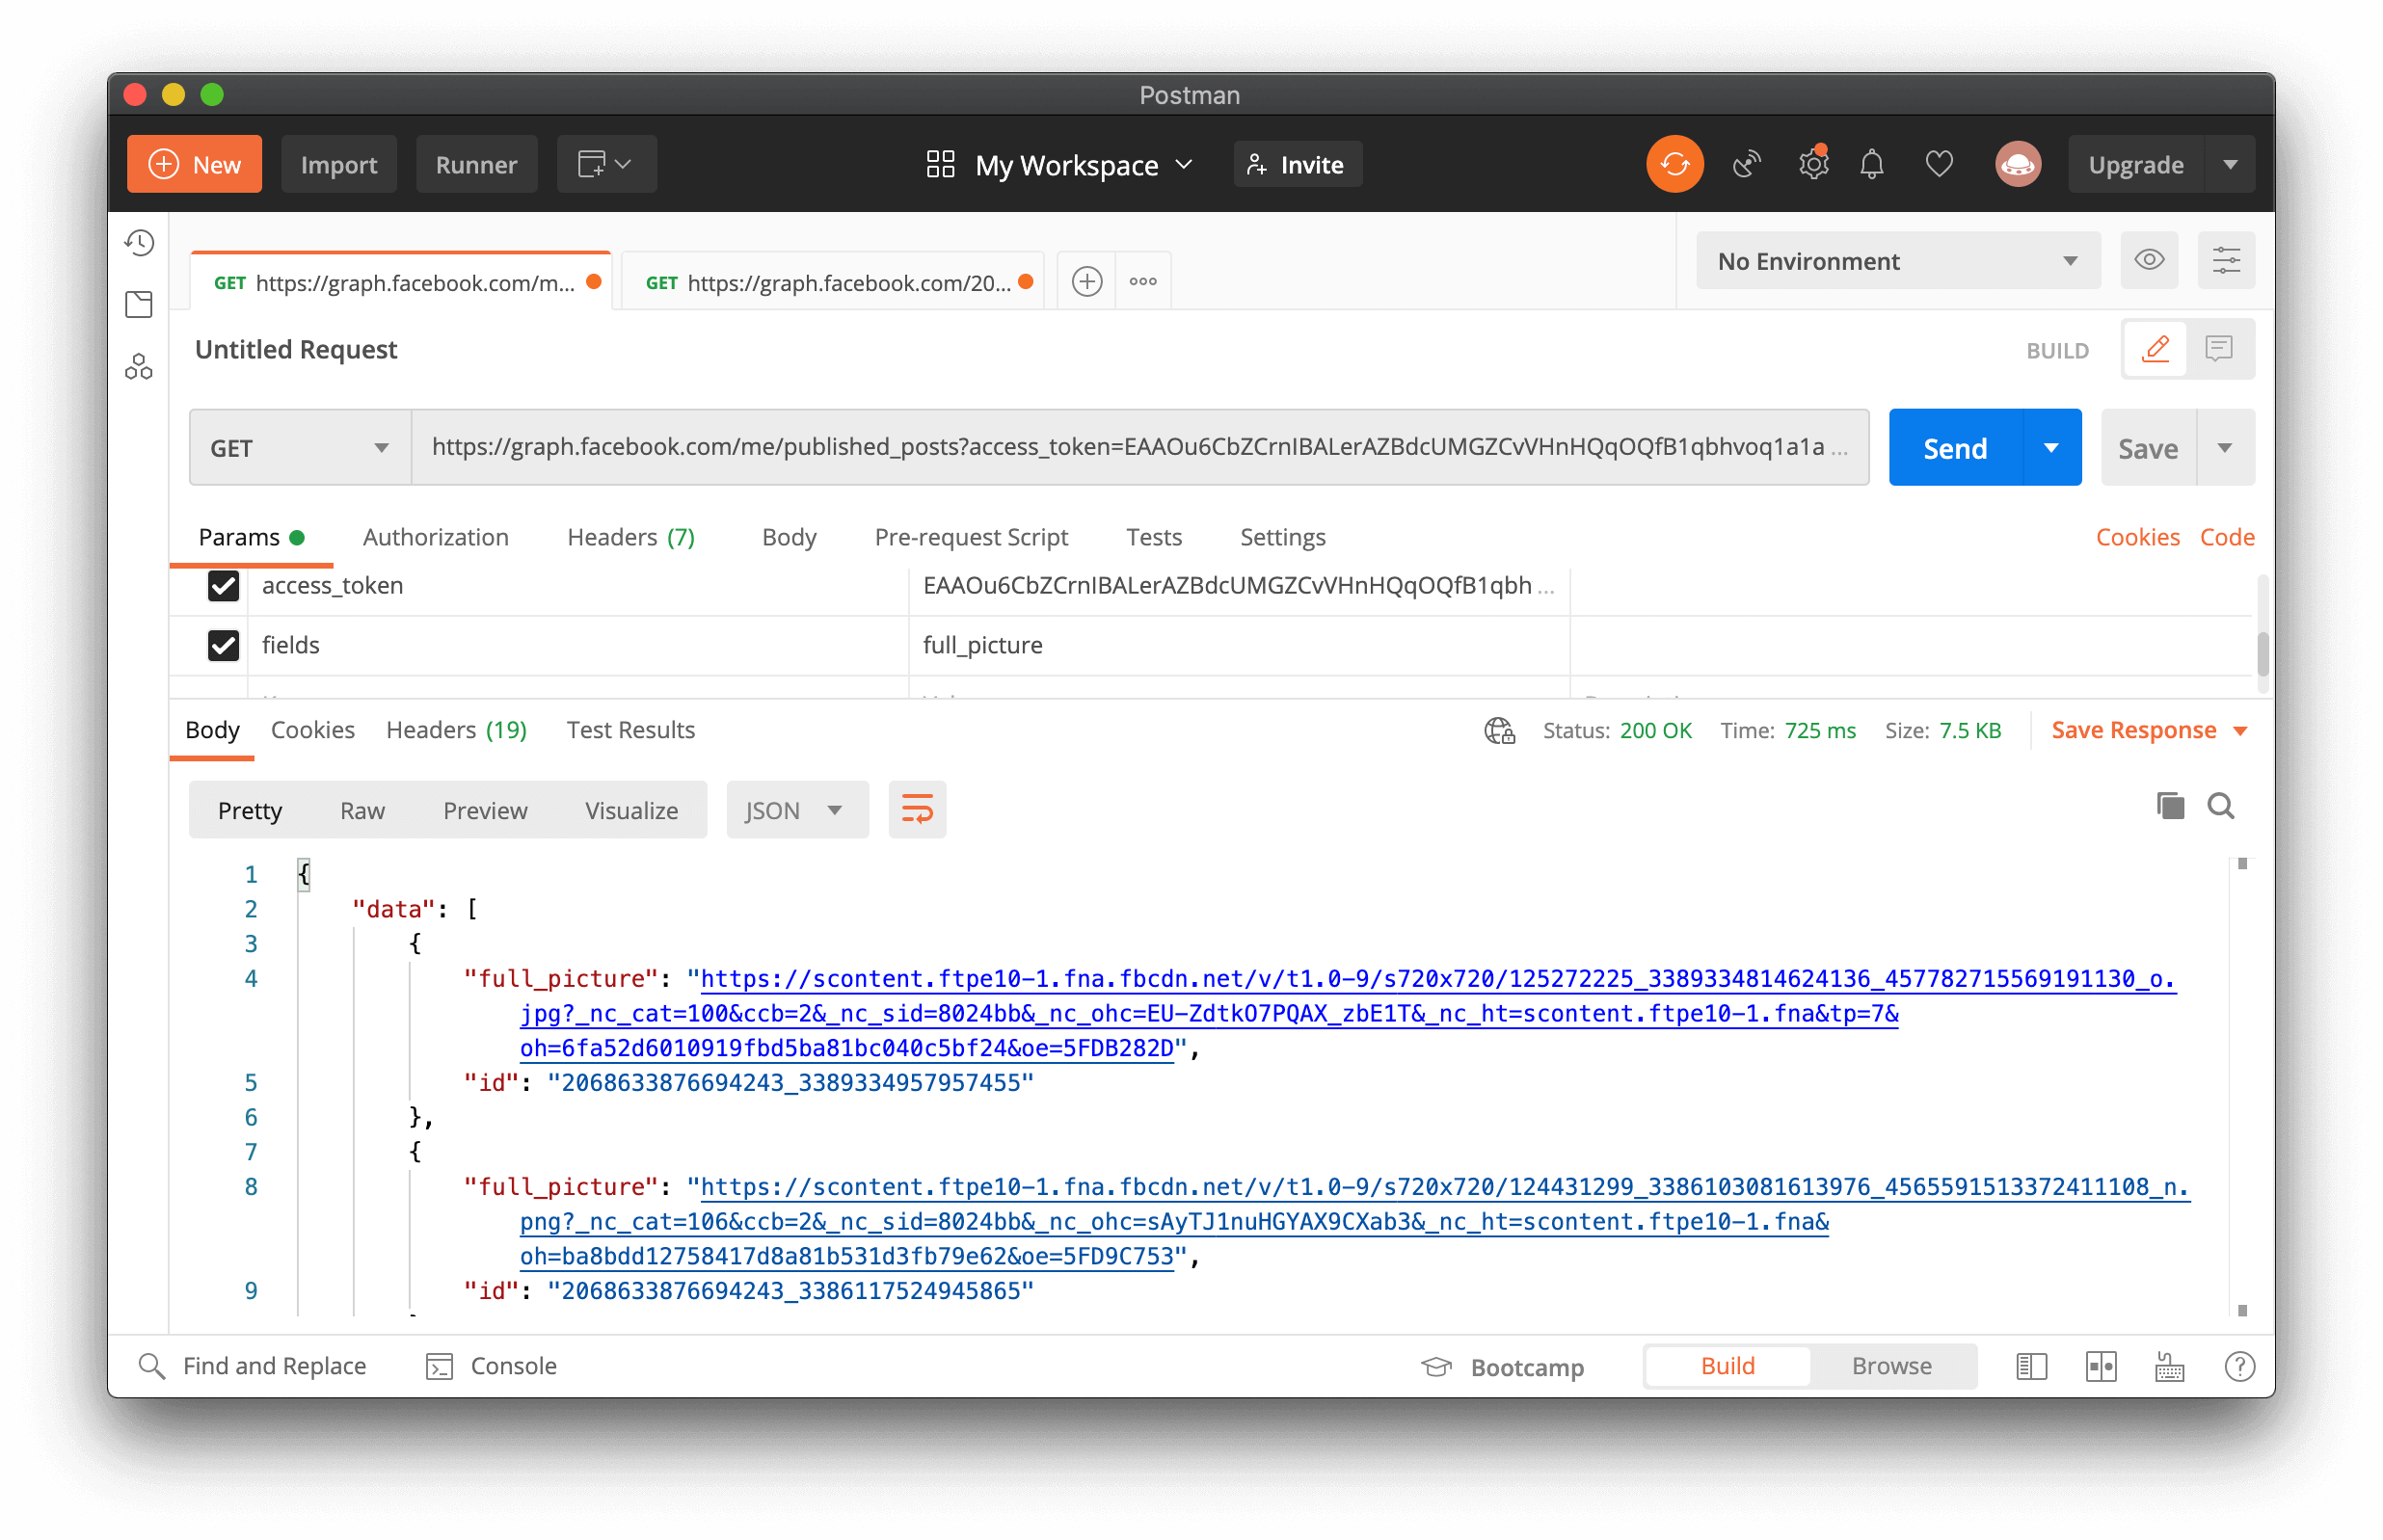 Postman
New Import Runner My Workspace Invite Upgrade
GET https://graph.facebook.com/m... GET https://graph.facebook.com/20... No Environment
Untitled Request BUILD
GET https://graph.facebook.com/me/published_posts?access_token=EAAOu6CbZCrnIBALerAZBdcUMGZCvVHnHQqOQfB1qbhvoq1a1a ... Send Save
Params Authorization Headers (7) Body Pre-request Script Tests Settings Cookies Code
access_token EAAOu6CbZCrnIBALerAZBdcUMGZCvVHnHQqOQfB1qbh ...
fields full_picture
Body Cookies Headers (19) Test Results Status: 200 OK Time: 725 ms Size: 7.5 KB Save Response
Pretty Raw Preview Visualize JSON
1 {
2 "data": [
3 {
4 "full_picture": "https://scontent.ftpe10-1.fna.fbcdn.net/v/t1.0-9/s720x720/125272225_3389334814624136_457782715569191130_o.
jpg?_nc_cat=100&ccb=2&_nc_sid=8024bb&_nc_ohc=EU-ZdtkO7PQAX_zbE1T&_nc_ht=scontent.ftpe10-1.fna&tp=7&
oh=6fa52d6010919fbd5ba81bc040c5bf24&oe=5FDB282D",
5 "id": "2068633876694243_3389334957957455"
6 },
7 {
8 "full_picture": "https://scontent.ftpe10-1.fna.fbcdn.net/v/t1.0-9/s720x720/124431299_3386103081613976_4565591513372411108_n.
png?_nc_cat=106&ccb=2&_nc_sid=8024bb&_nc_ohc=sAyTJ1nuHGYAX9CXab3&_nc_ht=scontent.ftpe10-1.fna&
oh=ba8bdd12758417d8a81b531d3fb79e62&oe=5FD9C753",
9 "id": "2068633876694243_3386117524945865"
Find and Replace Console Bootcamp Build Browse